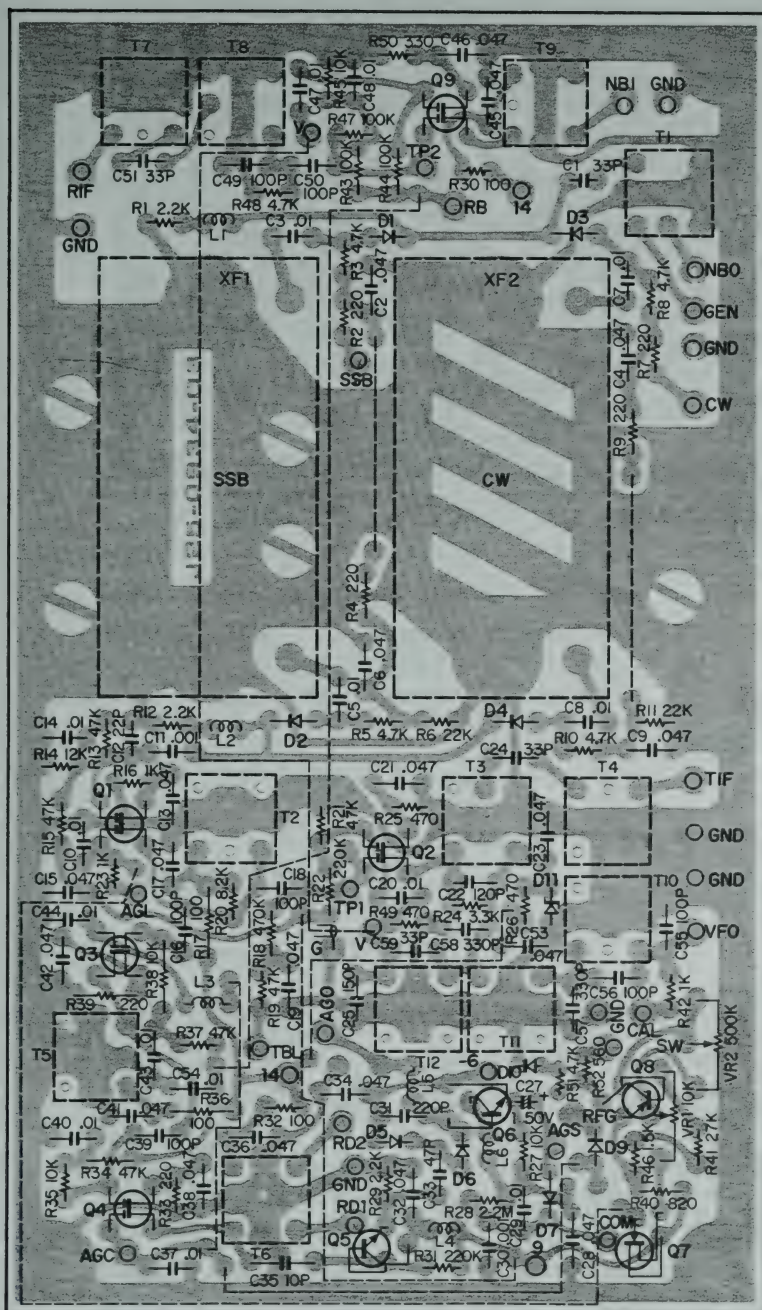 T7
T8
C47 .01
R45 10K
C48 .01
R50 330
C46 .047
Q9
C45 .047
T9
NB1
GND
V
R47 100K
T1
RIF
C51 33P
C49 100P
C50 100P
R43 100K
R44 100K
TP2
R30 100
C1 33P
R48 4.7K
RB
14
GND
R1 2.2K
L1
C3 .01
D1
D3
XF1
R3 4.7K
C2 .047
R2 220
XF2
C7 .01
R8 4.7K
NBO
GEN
SSB
C4 .047
R7 220
GND
CW
R9 220
SSB
CW
R4 220
C6 .047
C5 .01
C14 .01
R13 47K
C12 22P
R12 2.2K
C11 .001
L2
D2
R5 4.7K
R6 22K
D4
C8 .01
R11 22K
R14 12K
C24 33P
R10 4.7K
C9 .047
R16 1K
C13 .047
T2
C21 .047
T3
T4
TIF
Q1
R15 47K
C10 .01
R21 47K
R25 470
C23 .047
GND
R23 1K
C17 .047
Q2
D11
C15 .047
AGL
C18 100P
R22 220K
TP1
C20 .01
C22 120P
R26 470
T10
GND
C44 .01
C16 100P
R17 100
R20 8.2K
R18 470K
R49 470
R24 3.3K
C55 100P
VFO
G
V
C42 .047
Q3
R38 10K
C59 33P
C58 330P
C53 .047
L3
R19 47K
C19 .047
C25 150P
R39 220
AGO
C57 330P
C56 100P
R42 1K
GND
CAL
T5
C43 .01
R37 47K
TBL
T12
T11
SW
VR2 500K
C54 .01
14
C34 .047
L5
6
D10
R51 4.7K
R52 560
Q8
C41 .047
R36 100
R32 100
C31 220P
C27
1 50V
+
RFG
VR1 10K
C40 .01
C39 100P
C36 .047
RD2
D5
Q6
L6
AGS
D9
R46 1.5K
R41 27K
R27 10K
R35 10K
R34 47K
R33 220
C38 .047
GND
R29 2.2K
C32 .047
C33 47P
D6
R28 2.2M
C29 .01
D7
R40 820
Q4
RD1
COM
AGC
C37 .01
T6
C35 10P
Q5
L4
R31 220K
C30 .001
9
C28 .047
Q7